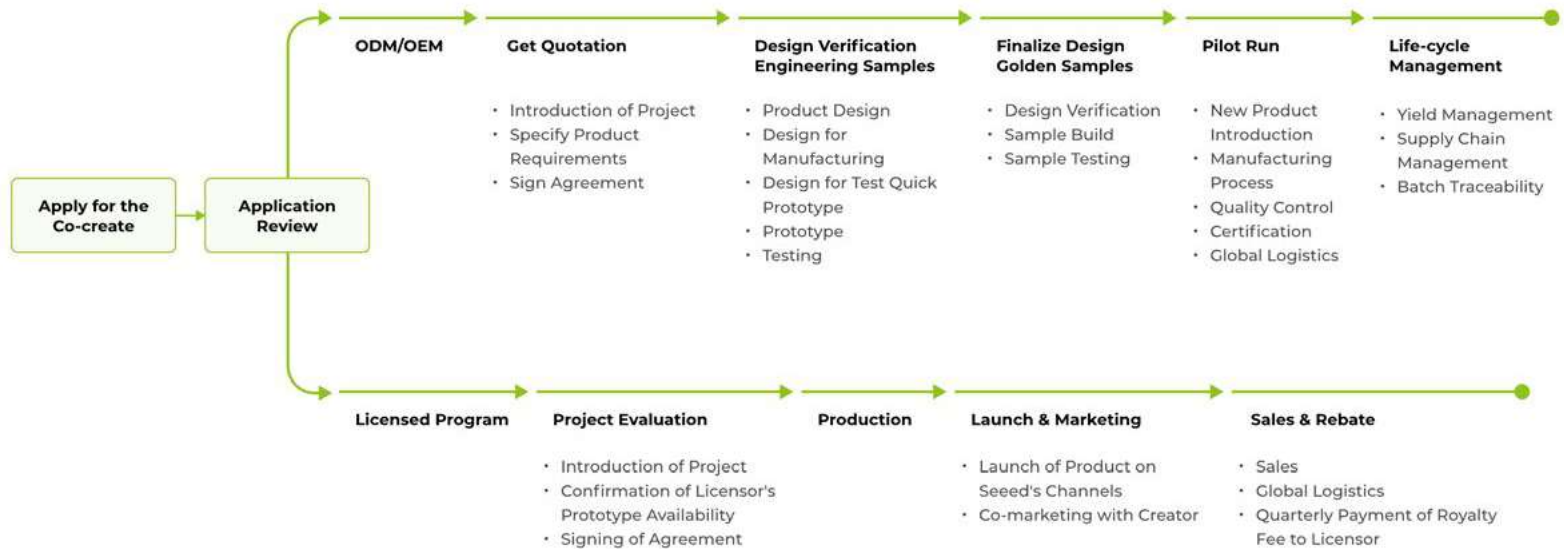 Apply for the
Co-create
Application
Review
ODM/OEM
Get Quotation
· Introduction of Project
· Specify Product
Requirements
· Sign Agreement
Design Verification
Engineering Samples
· Product Design
· Design for
Manufacturing
· Design for Test Quick
Prototype
· Prototype
· Testing
Finalize Design
Golden Samples
· Design Verification
· Sample Build
· Sample Testing
Pilot Run
· New Product
Introduction
· Manufacturing
Process
· Quality Control
· Certification
· Global Logistics
Life-cycle
Management
· Yield Management
· Supply Chain
Management
· Batch Traceability
Licensed Program
Project Evaluation
· Introduction of Project
· Confirmation of Licensor's
Prototype Availability
· Signing of Agreement
Production
Launch & Marketing
· Launch of Product on
Seeed's Channels
· Co-marketing with Creator
Sales & Rebate
· Sales
· Global Logistics
· Quarterly Payment of Royalty
Fee to Licensor